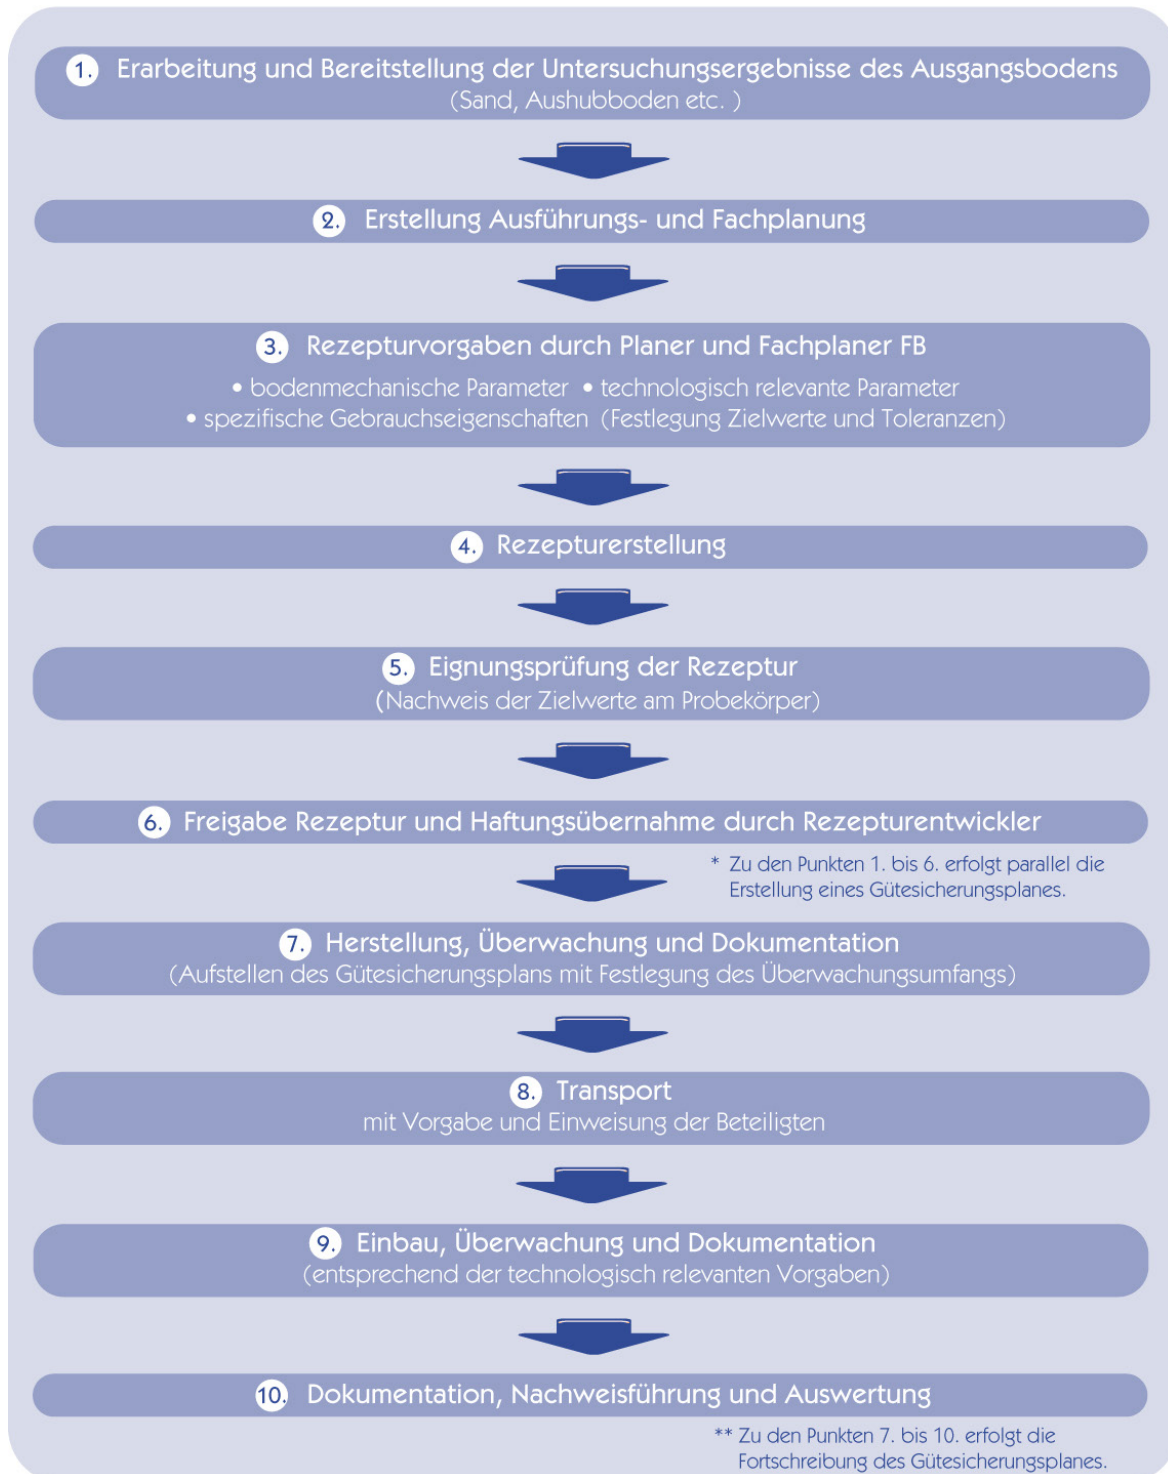 1. Erarbeitung und Bereitstellung der Untersuchungsergebnisse des Ausgangsbodens
(Sand, Aushubboden etc. )
2. Erstellung Ausführungs- und Fachplanung
3. Rezepturvorgaben durch Planer und Fachplaner FB
• bodenmechanische Parameter • technologisch relevante Parameter
• spezifische Gebrauchseigenschaften (Festlegung Zielwerte und Toleranzen)
4. Rezepturerstellung
5. Eignungsprüfung der Rezeptur
(Nachweis der Zielwerte am Probekörper)
6. Freigabe Rezeptur und Haftungsübernahme durch Rezepturentwickler
* Zu den Punkten 1. bis 6. erfolgt parallel die
Erstellung eines Gütesicherungsplanes.
7. Herstellung, Überwachung und Dokumentation
(Aufstellen des Gütesicherungsplans mit Festlegung des Überwachungsumfangs)
8. Transport
mit Vorgabe und Einweisung der Beteiligten
9. Einbau, Überwachung und Dokumentation
(entsprechend der technologisch relevanten Vorgaben)
10. Dokumentation, Nachweisführung und Auswertung
** Zu den Punkten 7. bis 10. erfolgt die
Fortschreibung des Gütesicherungsplanes.